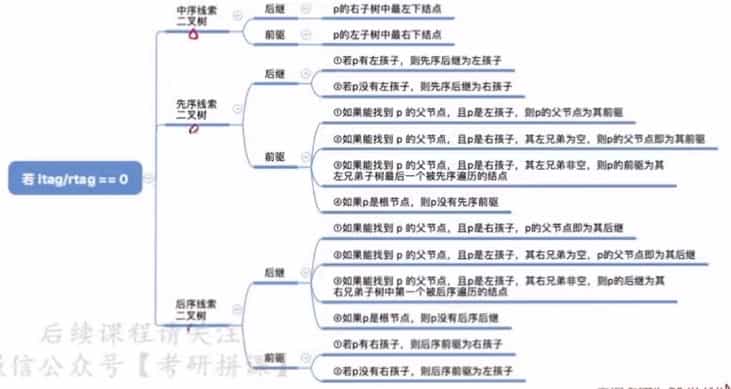 若 ltag/rtag == 0
中序线索
二叉树
后继
p的右子树中最左下结点
前驱
p的左子树中最右下结点
先序线索
二叉树
后继
①若p有左孩子，则先序后继为左孩子
②若p没有左孩子，则先序后继为右孩子
前驱
①如果能找到 p 的父节点，且p是左孩子，则p的父节点为其前驱
②如果能找到 p 的父节点，且p是右孩子，其左兄弟为空，则p的父节点即为其前驱
③如果能找到 p 的父节点，且p是右孩子，其左兄弟非空，则p的前驱为其
左兄弟子树最后一个被先序遍历的结点
④如果p是根节点，则p没有先序前驱
后序线索
二叉树
后继
①如果能找到 p 的父节点，且p是右孩子，p的父节点即为其后继
②如果能找到 p 的父节点，且p是左孩子，其右兄弟为空，p的父节点即为其后继
③如果能找到 p 的父节点，且p是左孩子，其右兄弟非空，则p的后继为其
右兄弟子树中第一个被后序遍历的结点
④如果p是根节点，则p没有后序后继
前驱
①若p有右孩子，则后序前驱为右孩子
②若p没有右孩子，则后序前驱为左孩子
后续课程请关注
微信公众号【考研拼课】